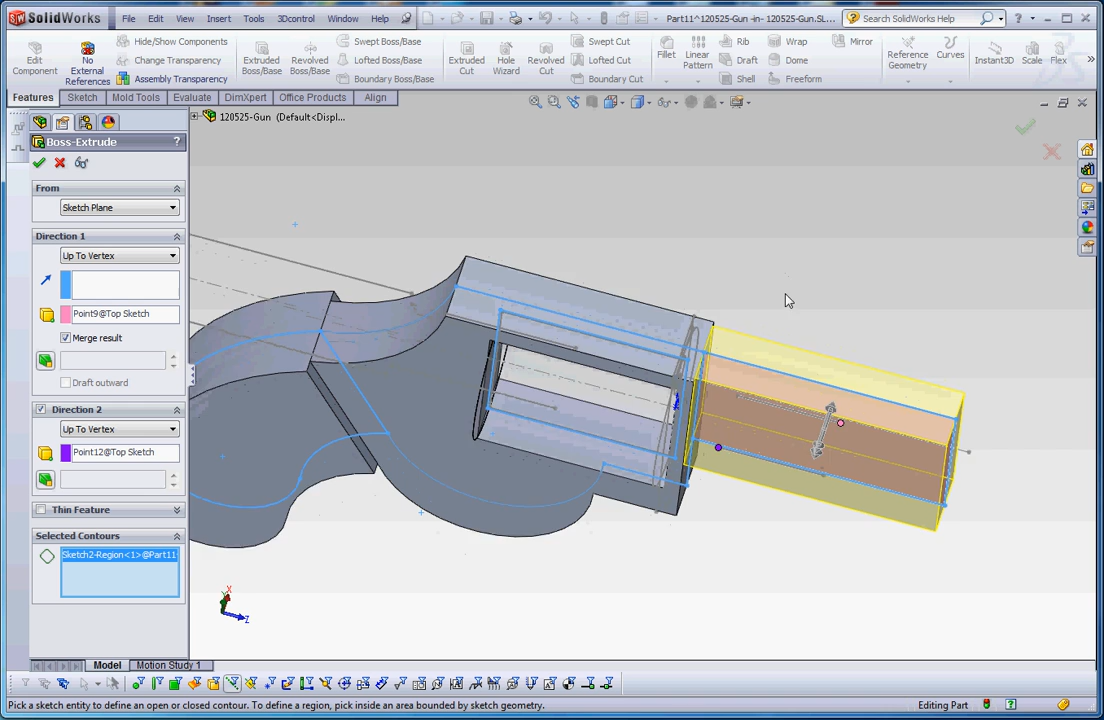 SolidWorks File Edit View Insert Tools 3Dcontrol Window Help Part11^120525-Gun -in- 120525-Gun.SL... Search SolidWorks Help
Edit Component
No External References
Hide/Show Components
Change Transparency
Assembly Transparency
Extruded Boss/Base
Revolved Boss/Base
Swept Boss/Base
Lofted Boss/Base
Boundary Boss/Base
Extruded Cut
Hole Wizard
Revolved Cut
Swept Cut
Lofted Cut
Boundary Cut
Fillet
Linear Pattern
Rib
Draft
Shell
Wrap
Dome
Freeform
Mirror
Reference Geometry
Curves
Instant3D
Scale
Flex
Features Sketch Mold Tools Evaluate DimXpert Office Products Align
120525-Gun (Default<Displ...
Boss-Extrude ?
From
Sketch Plane
Direction 1
Up To Vertex
Point9@Top Sketch
Merge result
Draft outward
Direction 2
Up To Vertex
Point12@Top Sketch
Thin Feature
Selected Contours
Sketch2-Region<1>@Part11
X
Y
Z
Model Motion Study 1
Pick a sketch entity to define an open or closed contour. To define a region, pick inside an area bounded by sketch geometry. Editing Part